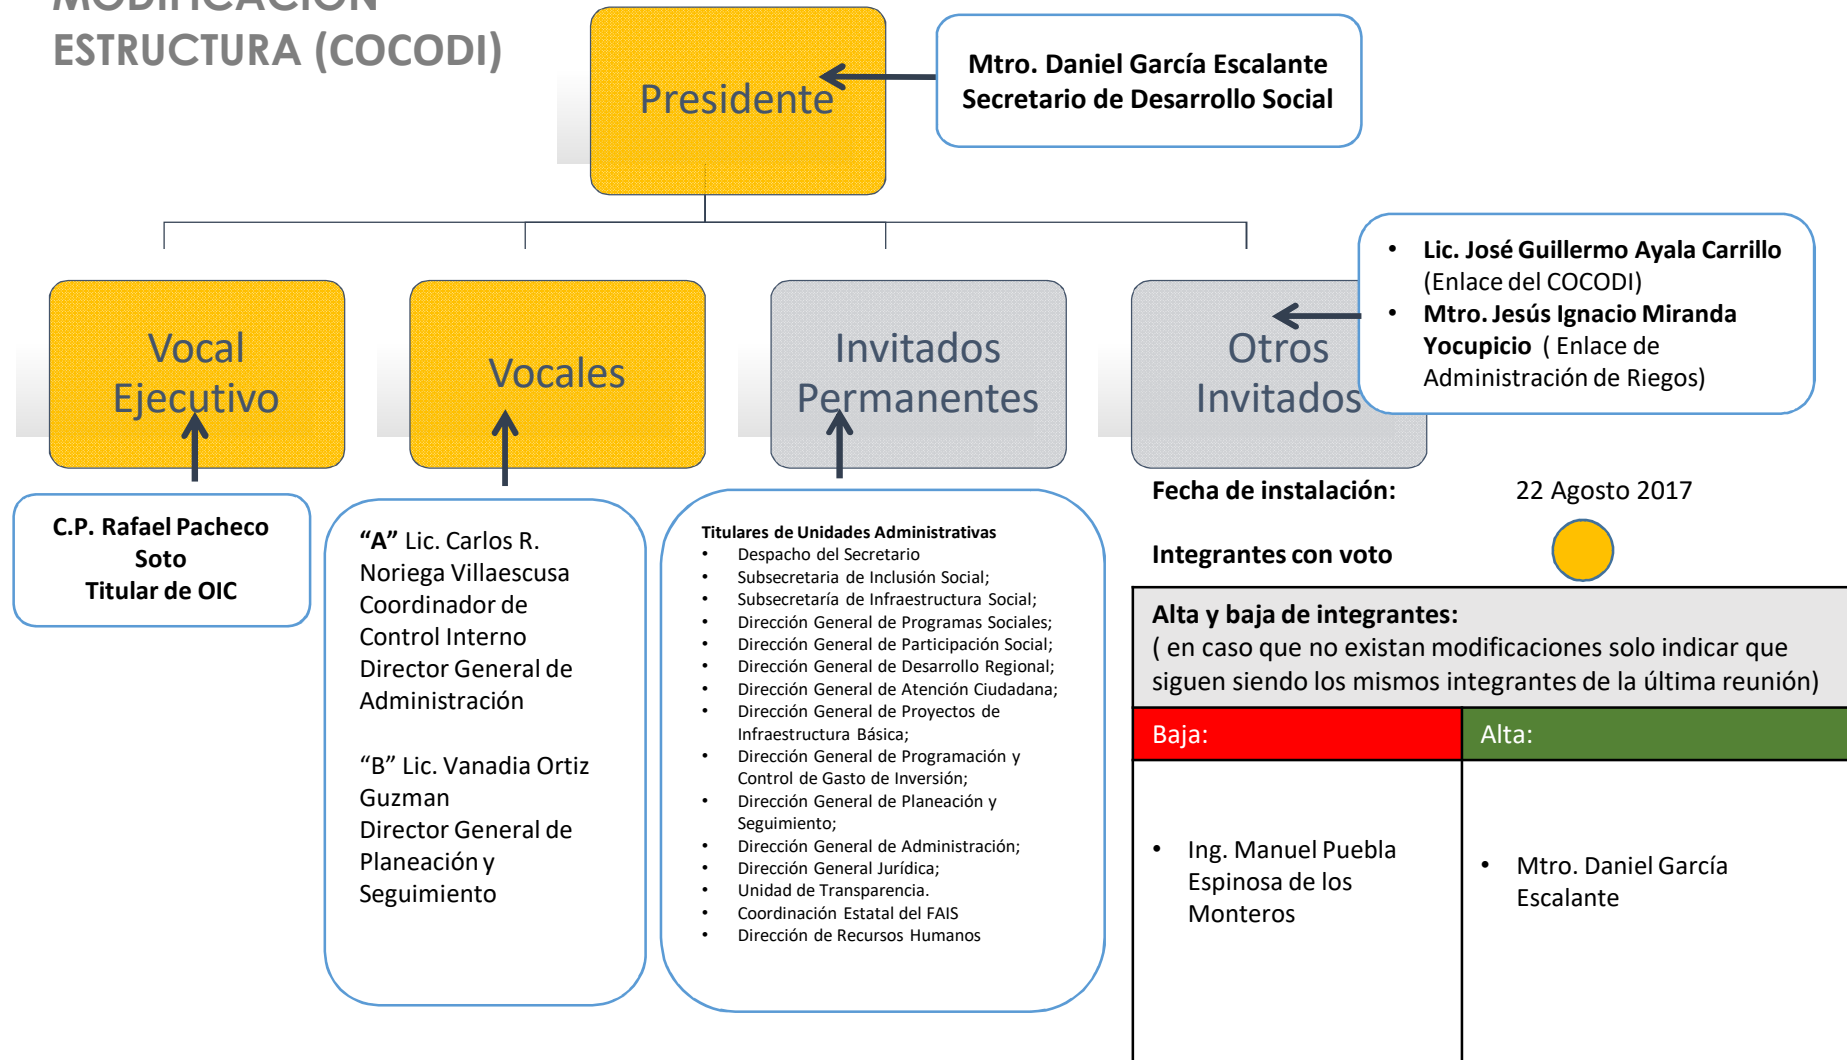 MODIFICACIÓN
ESTRUCTURA (COCODI)
Presidente
Mtro. Daniel García Escalante
Secretario de Desarrollo Social
Vocal
Ejecutivo
Vocales
Invitados
Permanentes
Otros
Invitados
• Lic. José Guillermo Ayala Carrillo
(Enlace del COCODI)
• Mtro. Jesús Ignacio Miranda
Yocupicio ( Enlace de
Administración de Riegos)
C.P. Rafael Pacheco
Soto
Titular de OIC
“A” Lic. Carlos R.
Noriega Villaescusa
Coordinador de
Control Interno
Director General de
Administración
“B” Lic. Vanadia Ortiz
Guzman
Director General de
Planeación y
Seguimiento
Titulares de Unidades Administrativas
• Despacho del Secretario
• Subsecretaria de Inclusión Social;
• Subsecretaría de Infraestructura Social;
• Dirección General de Programas Sociales;
• Dirección General de Participación Social;
• Dirección General de Desarrollo Regional;
• Dirección General de Atención Ciudadana;
• Dirección General de Proyectos de
Infraestructura Básica;
• Dirección General de Programación y
Control de Gasto de Inversión;
• Dirección General de Planeación y
Seguimiento;
• Dirección General de Administración;
• Dirección General Jurídica;
• Unidad de Transparencia.
• Coordinación Estatal del FAIS
• Dirección de Recursos Humanos
Fecha de instalación: 22 Agosto 2017
Integrantes con voto
Alta y baja de integrantes:
( en caso que no existan modificaciones solo indicar que
siguen siendo los mismos integrantes de la última reunión)
Baja:
Alta:
• Ing. Manuel Puebla
Espinosa de los
Monteros
• Mtro. Daniel García
Escalante